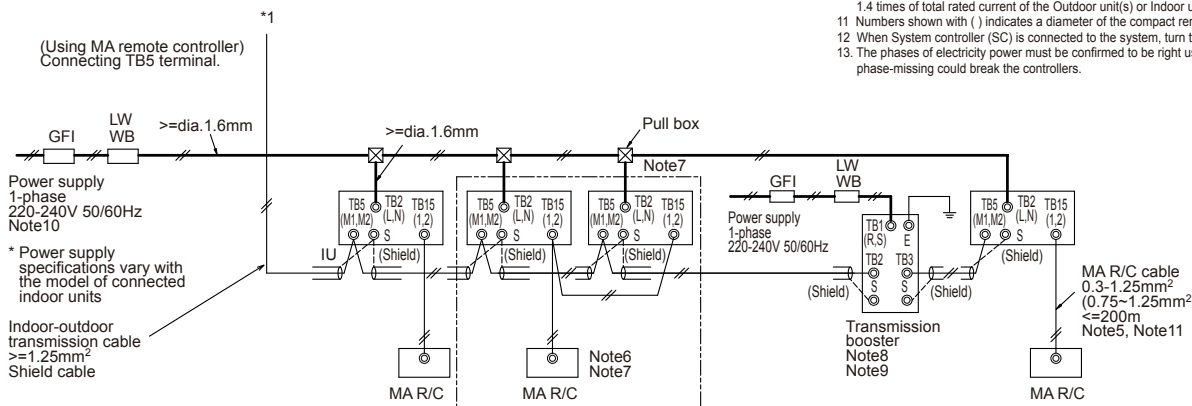 1.4 times of total rated current of the Outdoor unit(s) or Indoor u
11 Numbers shown with ( ) indicates a diameter of the compact re
12 When System controller (SC) is connected to the system, turn t
13. The phases of electricity power must be confirmed to be right us
phase-missing could break the controllers.
*1
(Using MA remote controller)
Connecting TB5 terminal.
GFI
LW
WB
>=dia.1.6mm
>=dia.1.6mm
Pull box
Note7
Power supply
1-phase
220-240V 50/60Hz
Note10
* Power supply
specifications vary with
the model of connected
indoor units
Indoor-outdoor
transmission cable
>=1.25mm²
Shield cable
IU
TB5
(M1,M2)
TB2
(L,N)
TB15
(1,2)
S
(Shield)
MA R/C
TB5
(M1,M2)
TB2
(L,N)
TB15
(1,2)
S
(Shield)
MA R/C
Note6
Note7
TB5
(M1,M2)
TB2
(L,N)
TB15
(1,2)
S
(Shield)
GFI
LW
WB
Power supply
1-phase
220-240V 50/60Hz
TB1
(R,S)
E
TB2
TB3
S
S
(Shield)
(Shield)
Transmission
booster
Note8
Note9
TB5
(M1,M2)
TB2
(L,N)
TB15
(1,2)
S
(Shield)
MA R/C cable
0.3-1.25mm²
(0.75~1.25mm²
<=200m
Note5, Note11
MA R/C